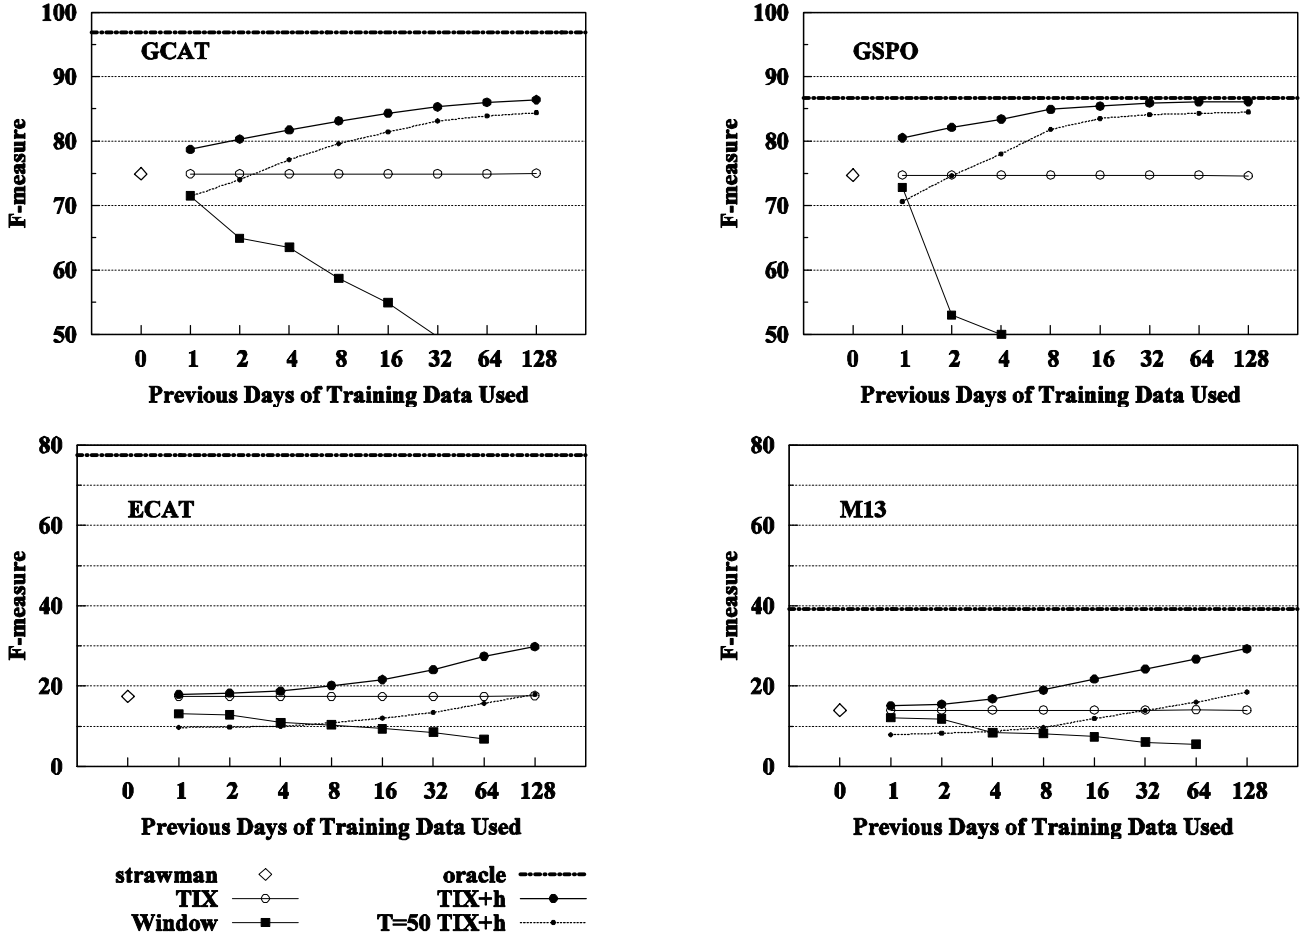 100
90
80
70
60
50
F-measure
GCAT
0 1 2 4 8 16 32 64 128
Previous Days of Training Data Used
100
90
80
70
60
50
F-measure
GSPO
0 1 2 4 8 16 32 64 128
Previous Days of Training Data Used
80
60
40
20
0
F-measure
ECAT
0 1 2 4 8 16 32 64 128
Previous Days of Training Data Used
80
60
40
20
0
F-measure
M13
0 1 2 4 8 16 32 64 128
Previous Days of Training Data Used
strawman
TIX
Window
oracle
TIX+h
T=50 TIX+h